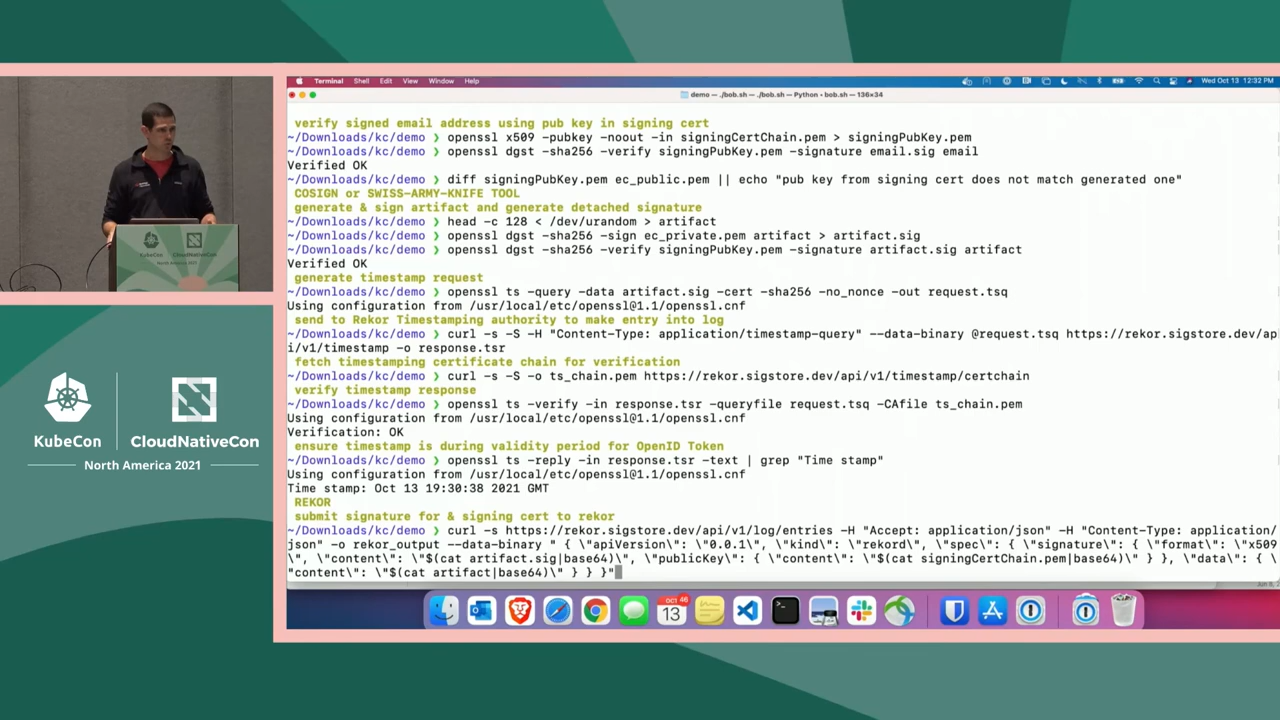 Terminal Shell Edit View Window Help
Wed Oct 13 12:32 PM
demo — ./bob.sh — ./bob.sh — Python • bob.sh — 136×34
verify signed email address using pub key in signing cert
~/Downloads/kc/demo ❯ openssl x509 -pubkey -noout -in signingCertChain.pem > signingPubKey.pem
~/Downloads/kc/demo ❯ openssl dgst -sha256 -verify signingPubKey.pem -signature email.sig email
Verified OK
~/Downloads/kc/demo ❯ diff signingPubKey.pem ec_public.pem || echo "pub key from signing cert does not match generated one"
COSIGN or SWISS-ARMY-KNIFE TOOL
generate & sign artifact and generate detached signature
~/Downloads/kc/demo ❯ head -c 128 < /dev/urandom > artifact
~/Downloads/kc/demo ❯ openssl dgst -sha256 -sign ec_private.pem artifact > artifact.sig
~/Downloads/kc/demo ❯ openssl dgst -sha256 -verify signingPubKey.pem -signature artifact.sig artifact
Verified OK
generate timestamp request
~/Downloads/kc/demo ❯ openssl ts -query -data artifact.sig -cert -sha256 -no_nonce -out request.tsq
Using configuration from /usr/local/etc/openssl@1.1/openssl.cnf
send to Rekor Timestamping authority to make entry into log
~/Downloads/kc/demo ❯ curl -s -S -H "Content-Type: application/timestamp-query" --data-binary @request.tsq https://rekor.sigstore.dev/ap
i/v1/timestamp -o response.tsr
fetch timestamping certificate chain for verification
~/Downloads/kc/demo ❯ curl -s -S -o ts_chain.pem https://rekor.sigstore.dev/api/v1/timestamp/certchain
verify timestamp response
~/Downloads/kc/demo ❯ openssl ts -verify -in response.tsr -queryfile request.tsq -CAfile ts_chain.pem
Using configuration from /usr/local/etc/openssl@1.1/openssl.cnf
Verification: OK
ensure timestamp is during validity period for OpenID Token
~/Downloads/kc/demo ❯ openssl ts -reply -in response.tsr -text | grep "Time stamp"
Using configuration from /usr/local/etc/openssl@1.1/openssl.cnf
Time stamp: Oct 13 19:30:38 2021 GMT
REKOR
submit signature for & signing cert to rekor
~/Downloads/kc/demo ❯ curl -s https://rekor.sigstore.dev/api/v1/log/entries -H "Accept: application/json" -H "Content-Type: application/
json" -o rekor_output --data-binary " { \"apiVersion\": \"0.0.1\", \"kind\": \"rekord\", \"spec\": { \"signature\": { \"format\": \"x509
\", \"content\": \"$(cat artifact.sig|base64)\", \"publicKey\": { \"content\": \"$(cat signingCertChain.pem|base64)\" } }, \"data\": { \
"content\": \"$(cat artifact|base64)\" } } }"
KubeCon CloudNativeCon
North America 2021
KubeCon CloudNativeCon
North America 2021
OCT
13